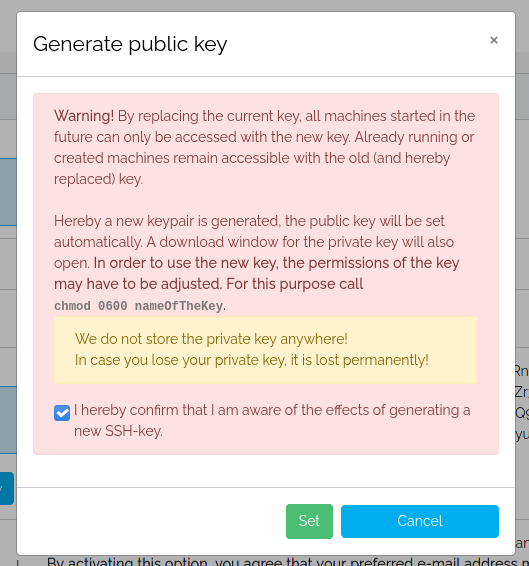 Generate public key
×
Warning! By replacing the current key, all machines started in the
future can only be accessed with the new key. Already running or
created machines remain accessible with the old (and hereby
replaced) key.
Hereby a new keypair is generated, the public key will be set
automatically. A download window for the private key will also
open. In order to use the new key, the permissions of the key
may have to be adjusted. For this purpose call
chmod 0600 nameOfTheKey.
We do not store the private key anywhere!
In case you lose your private key, it is lost permanently!
I hereby confirm that I am aware of the effects of generating a
new SSH-key.
Set
Cancel
By activating this option, you agree that your preferred e-mail address